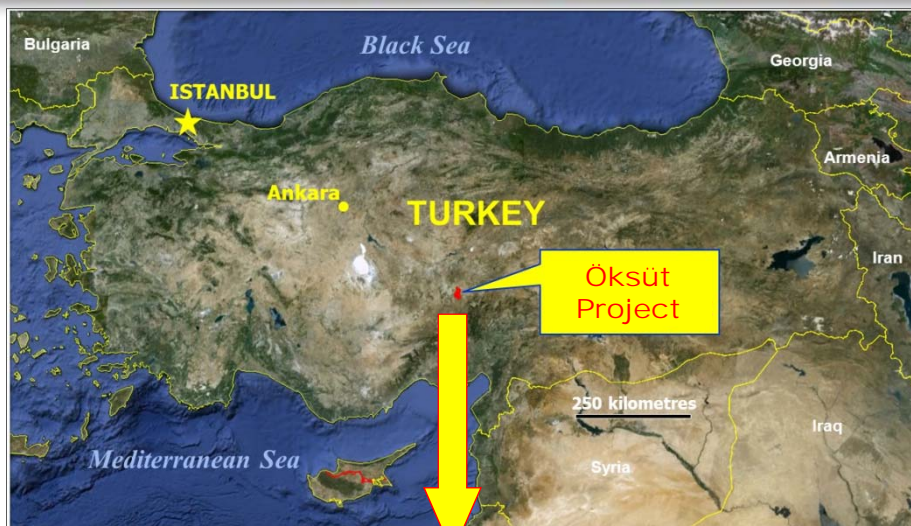 Bulgaria
Black Sea
Georgia
ISTANBUL
Armenia
Ankara
TURKEY
Iran
Öksüt
Project
250 kilometres
Iraq
Mediterranean Sea
Syria